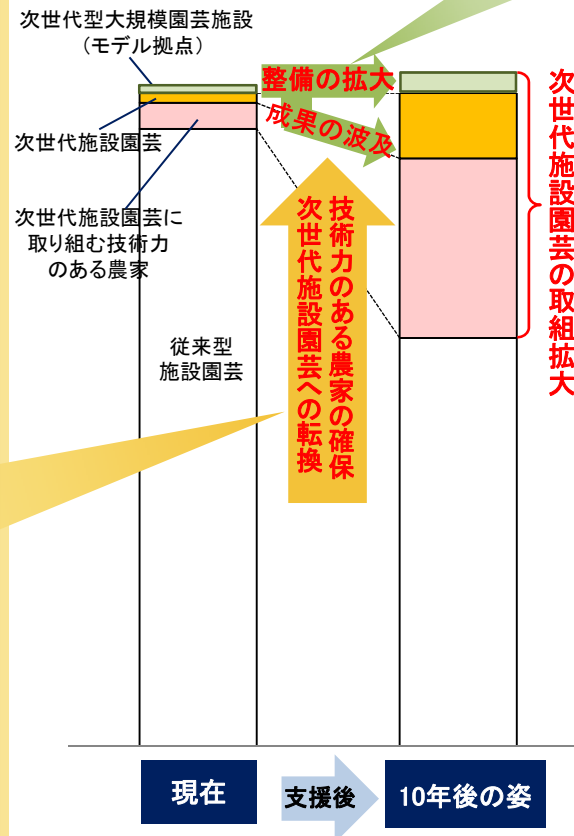 次世代型大規模園芸施設
（モデル拠点）
整備の拡大
成果の波及
次世代施設園芸
次世代施設園芸に
取り組む技術力
のある農家
従来型
施設園芸
技術力のある農家の確保
次世代施設園芸への転換
次世代施設園芸の取組拡大
現在
支援後
10年後の姿